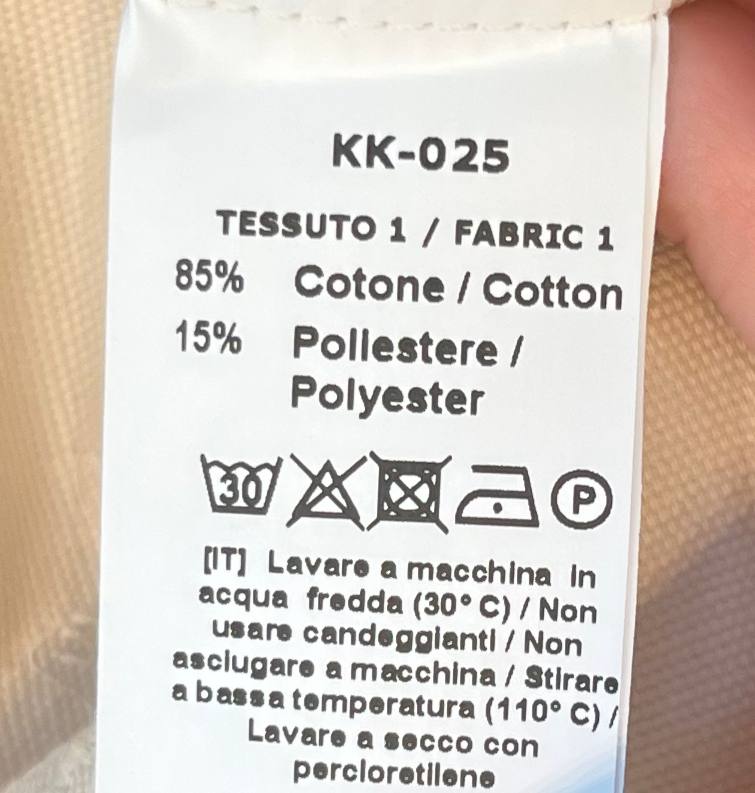 KK-025
TESSUTO 1 / FABRIC 1
85% Cotone / Cotton
15% Poliestere /
Polyester
30 P
[IT] Lavare a macchina in
acqua fredda (30° C) / Non
usare candeggianti / Non
asciugare a macchina / Stirare
a bassa temperatura (110° C) /
Lavare a secco con
percloretilene